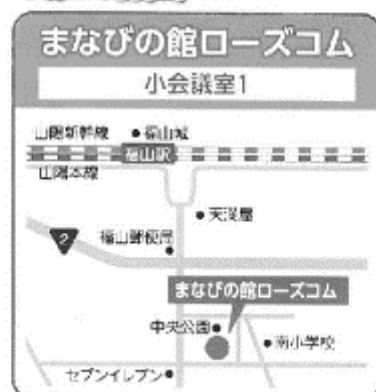 まなびの館ローズコム
小会議室1
山陽新幹線
福山城
福山駅
山陽本線
天満屋
2
福山郵便局
まなびの館ローズコム
中央公園
南小学校
セブンイレブン